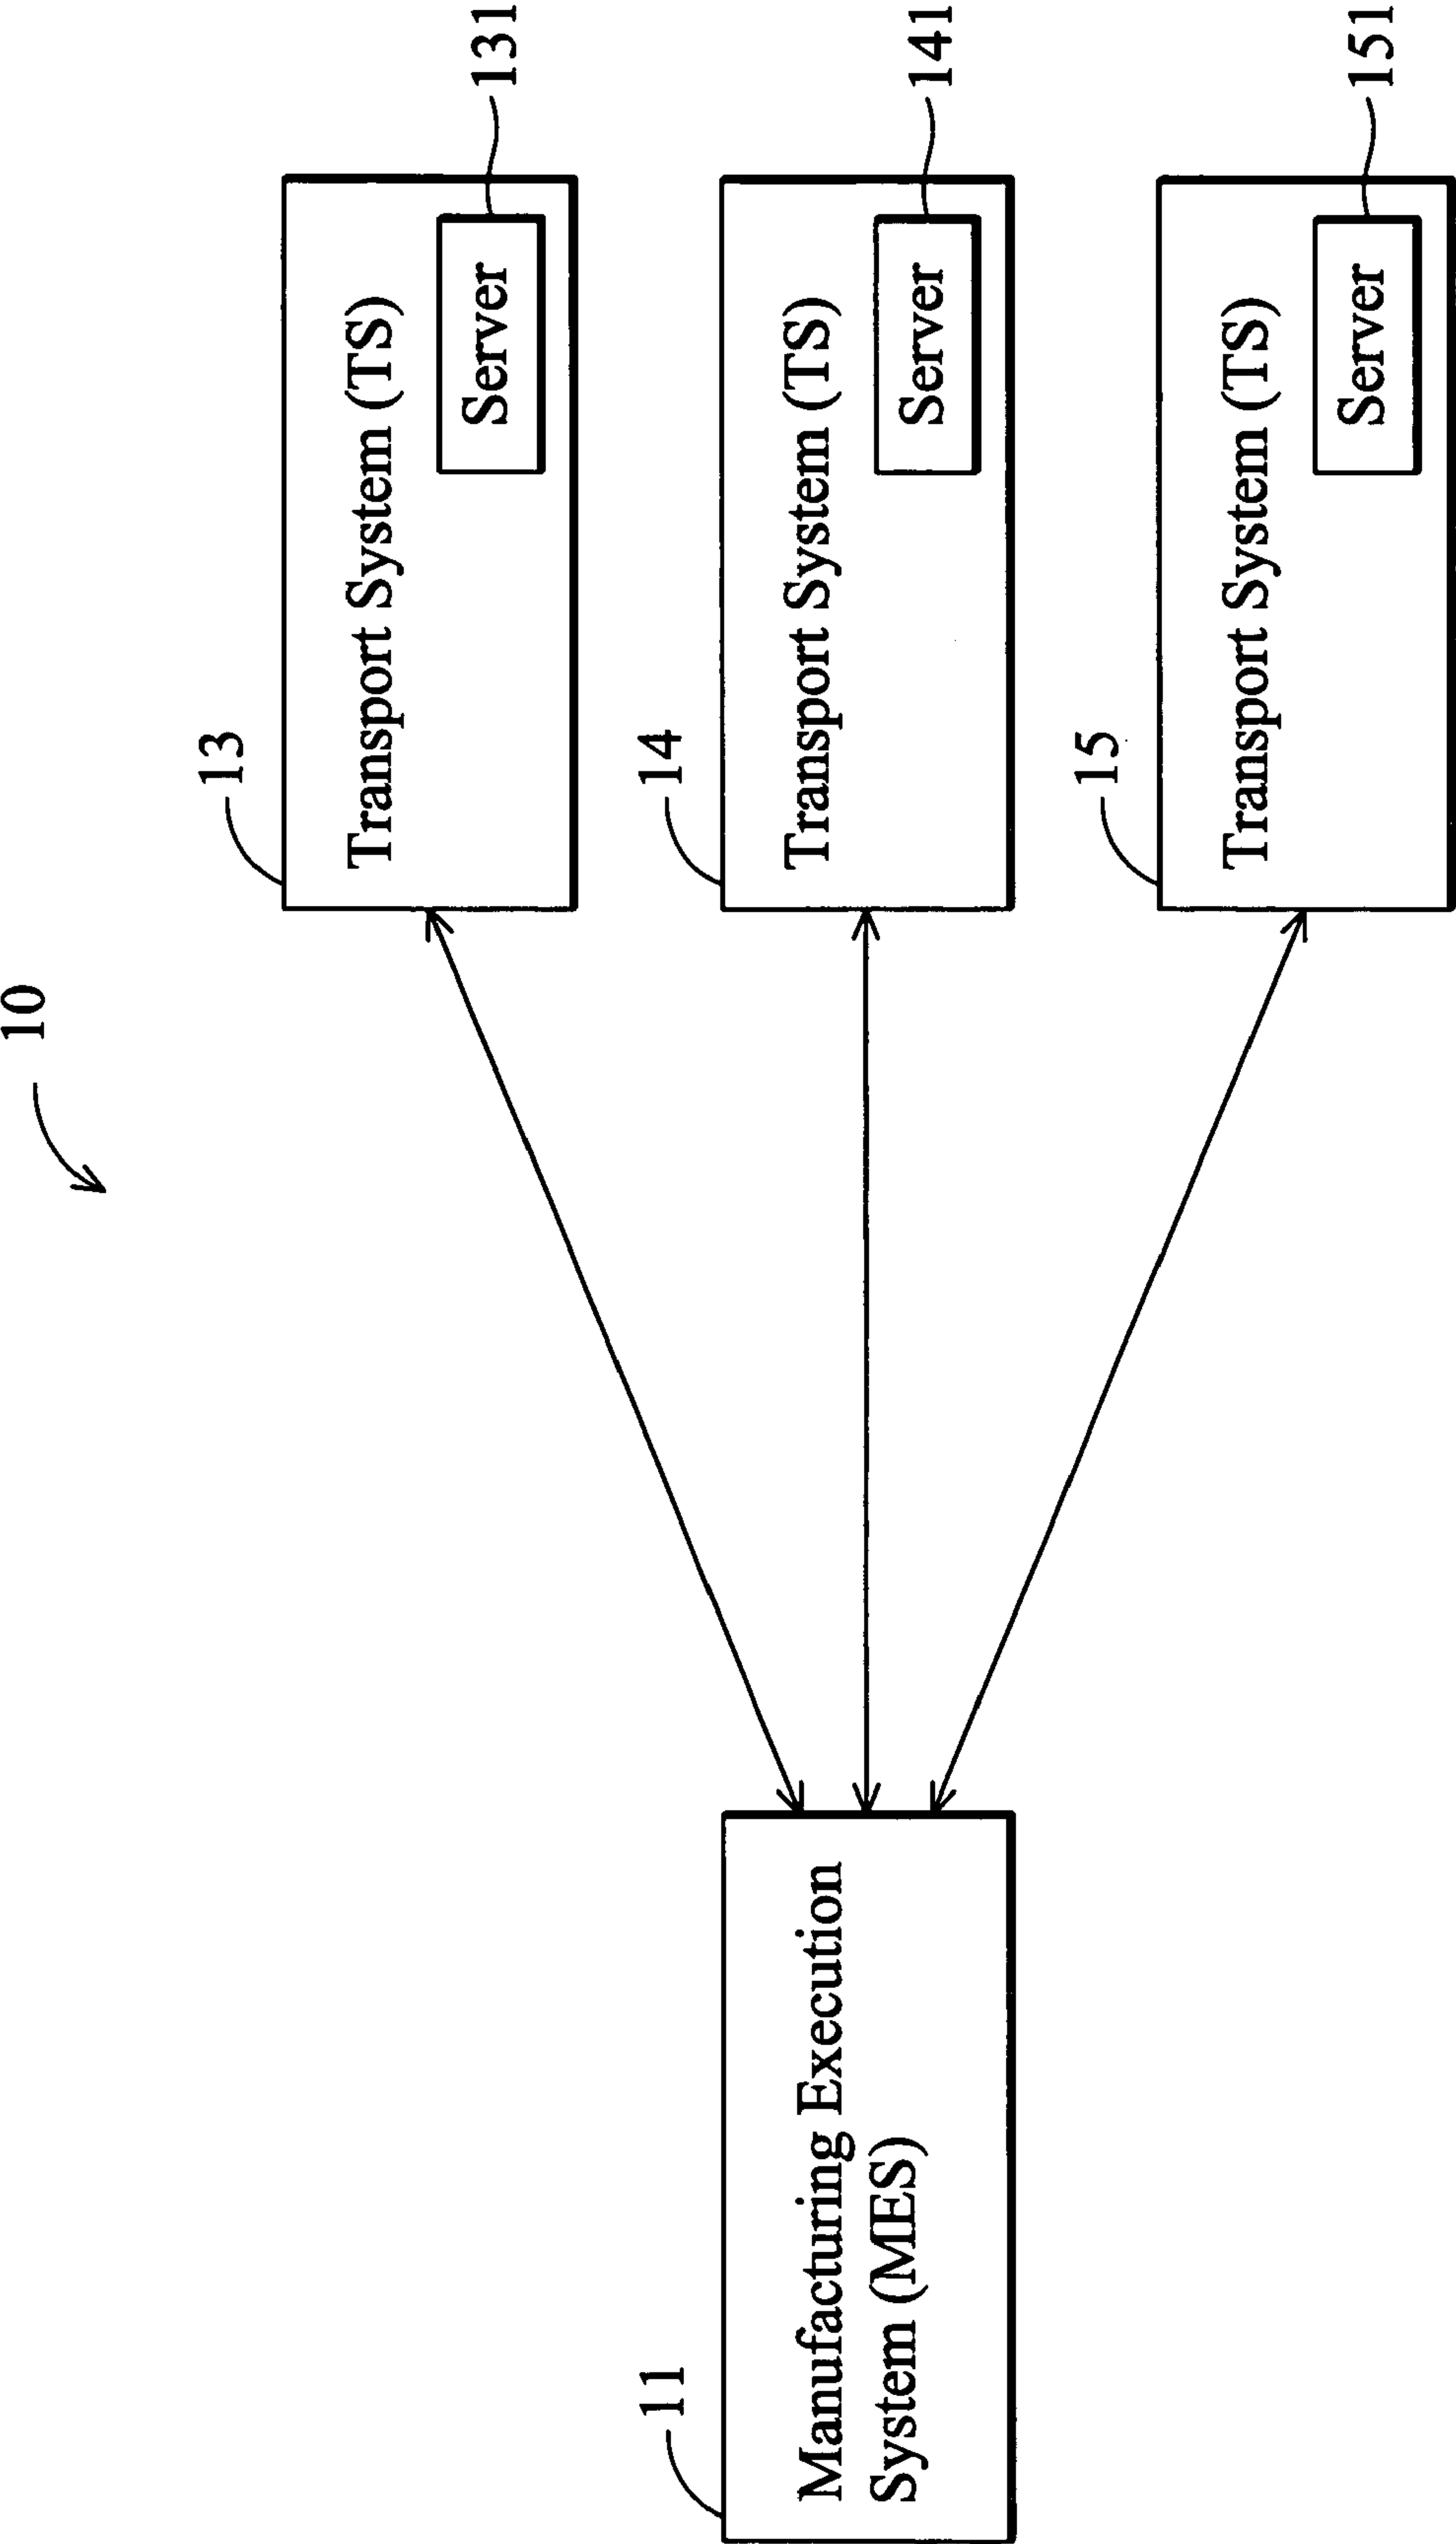 10
13
Transport System (TS)
Server
131
11
Manufacturing Execution
System (MES)
14
Transport System (TS)
Server
141
15
Transport System (TS)
Server
151